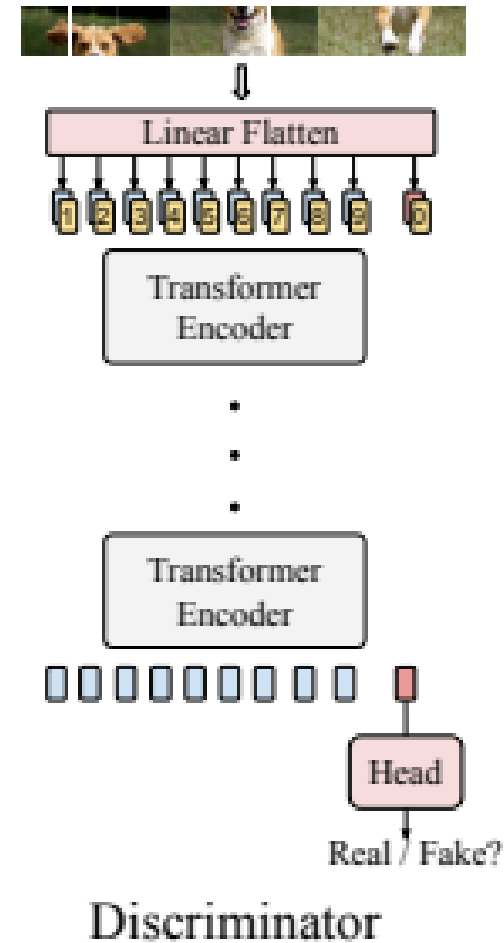 Linear Flatten
1 2 3 4 5 6 7 8 9 0
Transformer
Encoder
Transformer
Encoder
Head
Real / Fake?
Discriminator